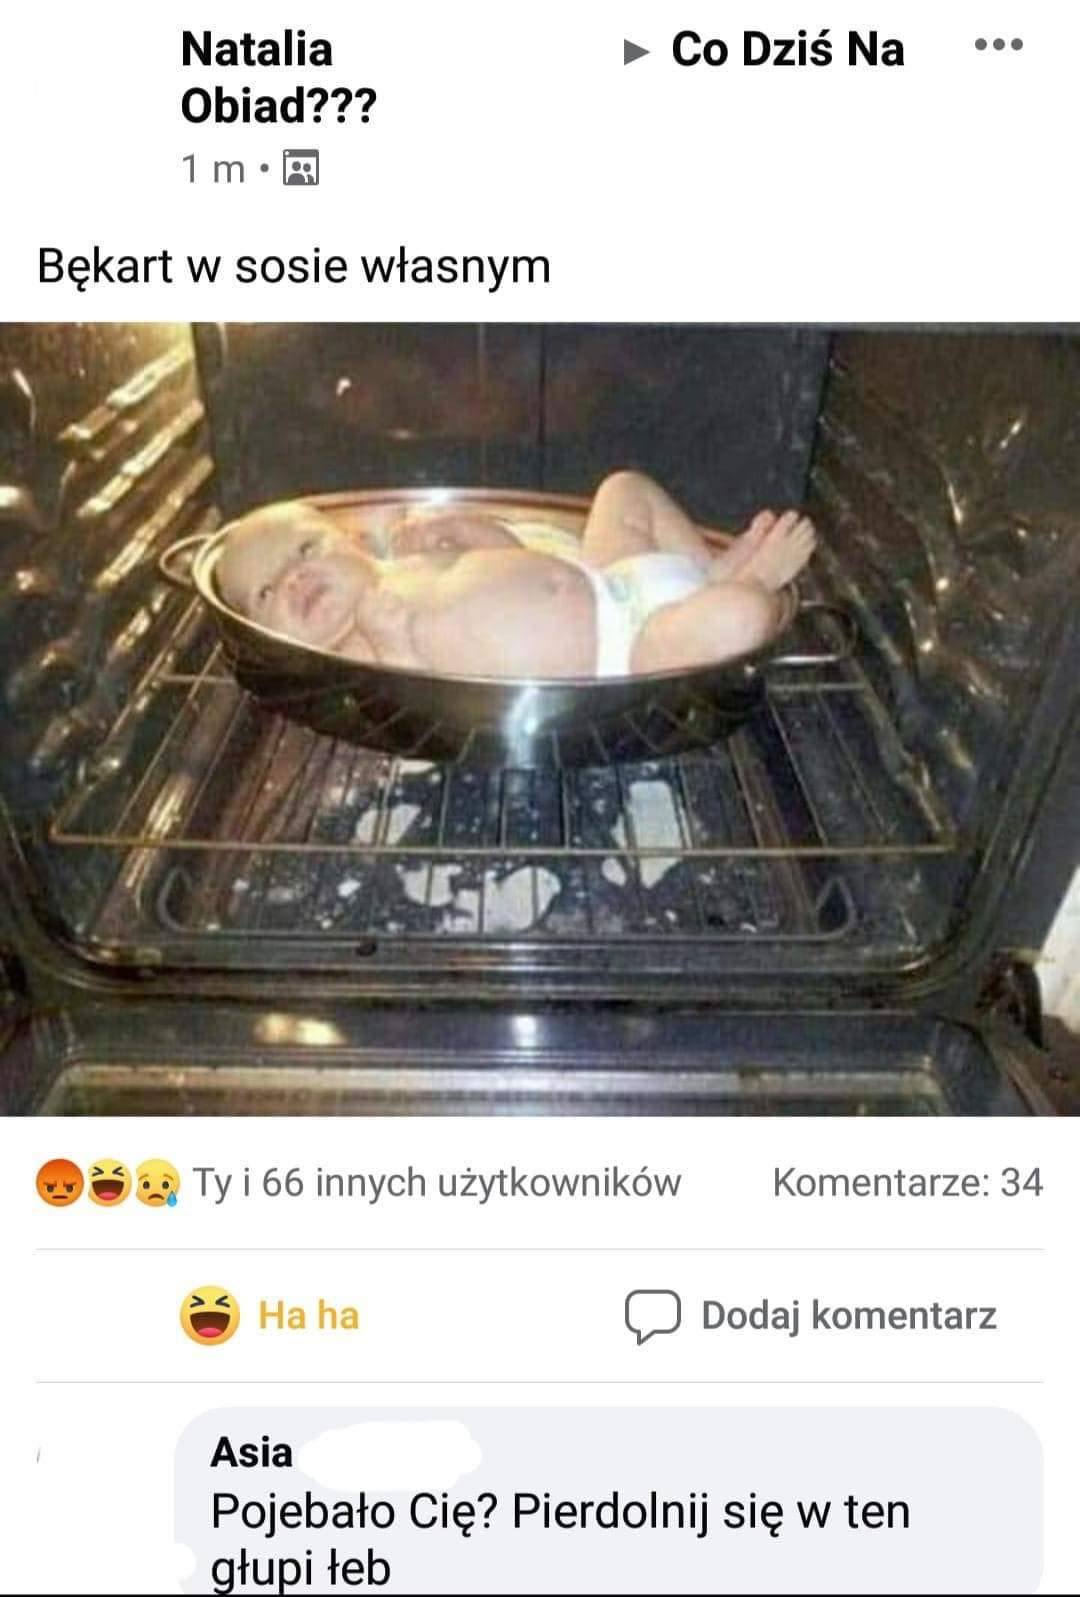 Natalia ▶ Co Dziś Na
Obiad???
1 m
Bękart w sosie własnym
Ty i 66 innych użytkowników Komentarze: 34
Ha ha Dodaj komentarz
Asia
Pojebało Cię? Pierdolnij się w ten
głupi łeb